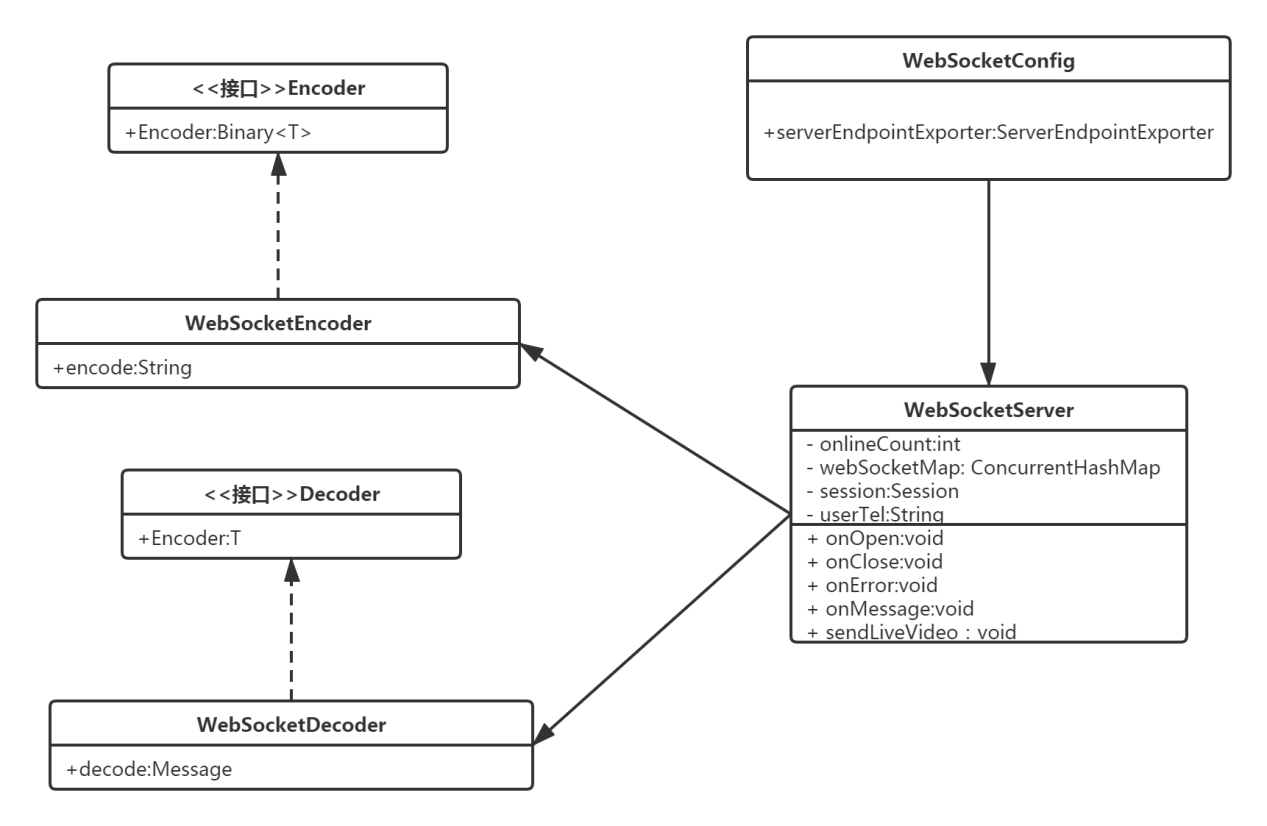 <<接口>>Encoder
+Encoder:Binary<T>
WebSocketConfig
+serverEndpointExporter:ServerEndpointExporter
WebSocketEncoder
+encode:String
<<接口>>Decoder
+Encoder:T
WebSocketServer
- onlineCount:int
- webSocketMap: ConcurrentHashMap
- session:Session
- userTel:String
+ onOpen:void
+ onClose:void
+ onError:void
+ onMessage:void
+ sendLiveVideo：void
WebSocketDecoder
+decode:Message